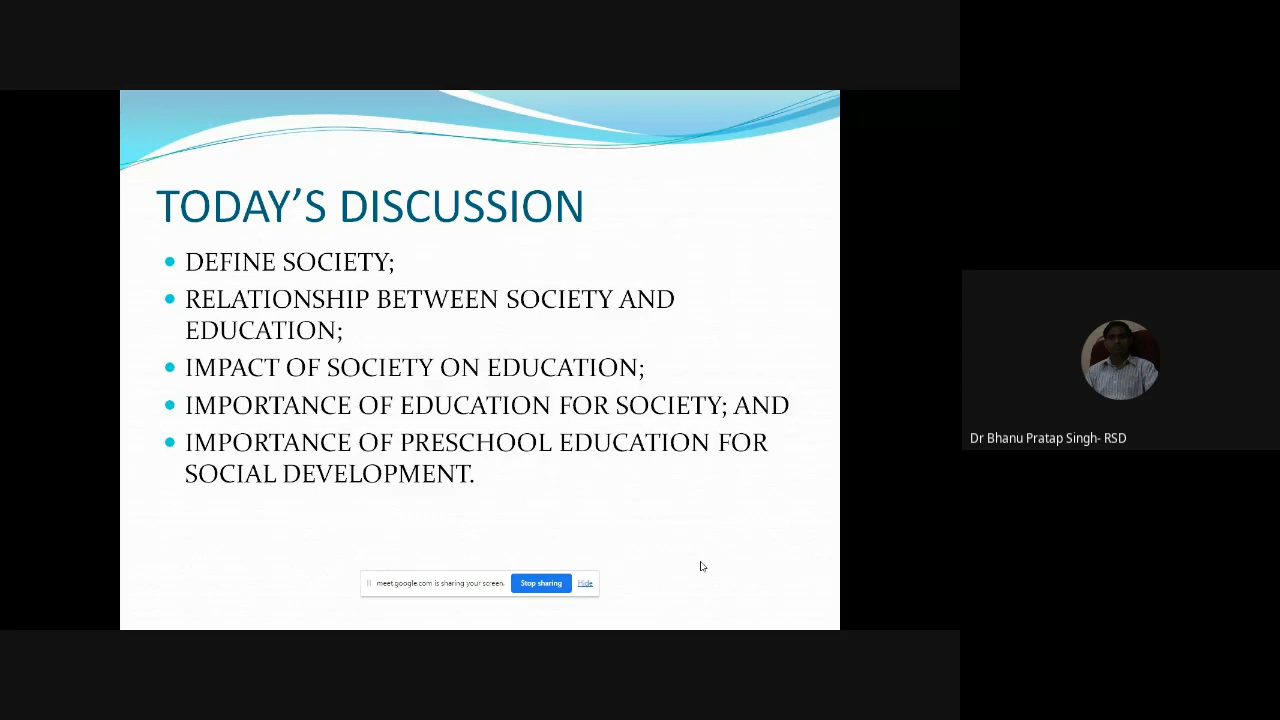 TODAY’S DISCUSSION
DEFINE SOCIETY;
RELATIONSHIP BETWEEN SOCIETY AND
EDUCATION;
IMPACT OF SOCIETY ON EDUCATION;
IMPORTANCE OF EDUCATION FOR SOCIETY; AND
IMPORTANCE OF PRESCHOOL EDUCATION FOR
SOCIAL DEVELOPMENT.
meet.google.com is sharing your screen. Stop sharing Hide
Dr Bhanu Pratap Singh- RSD